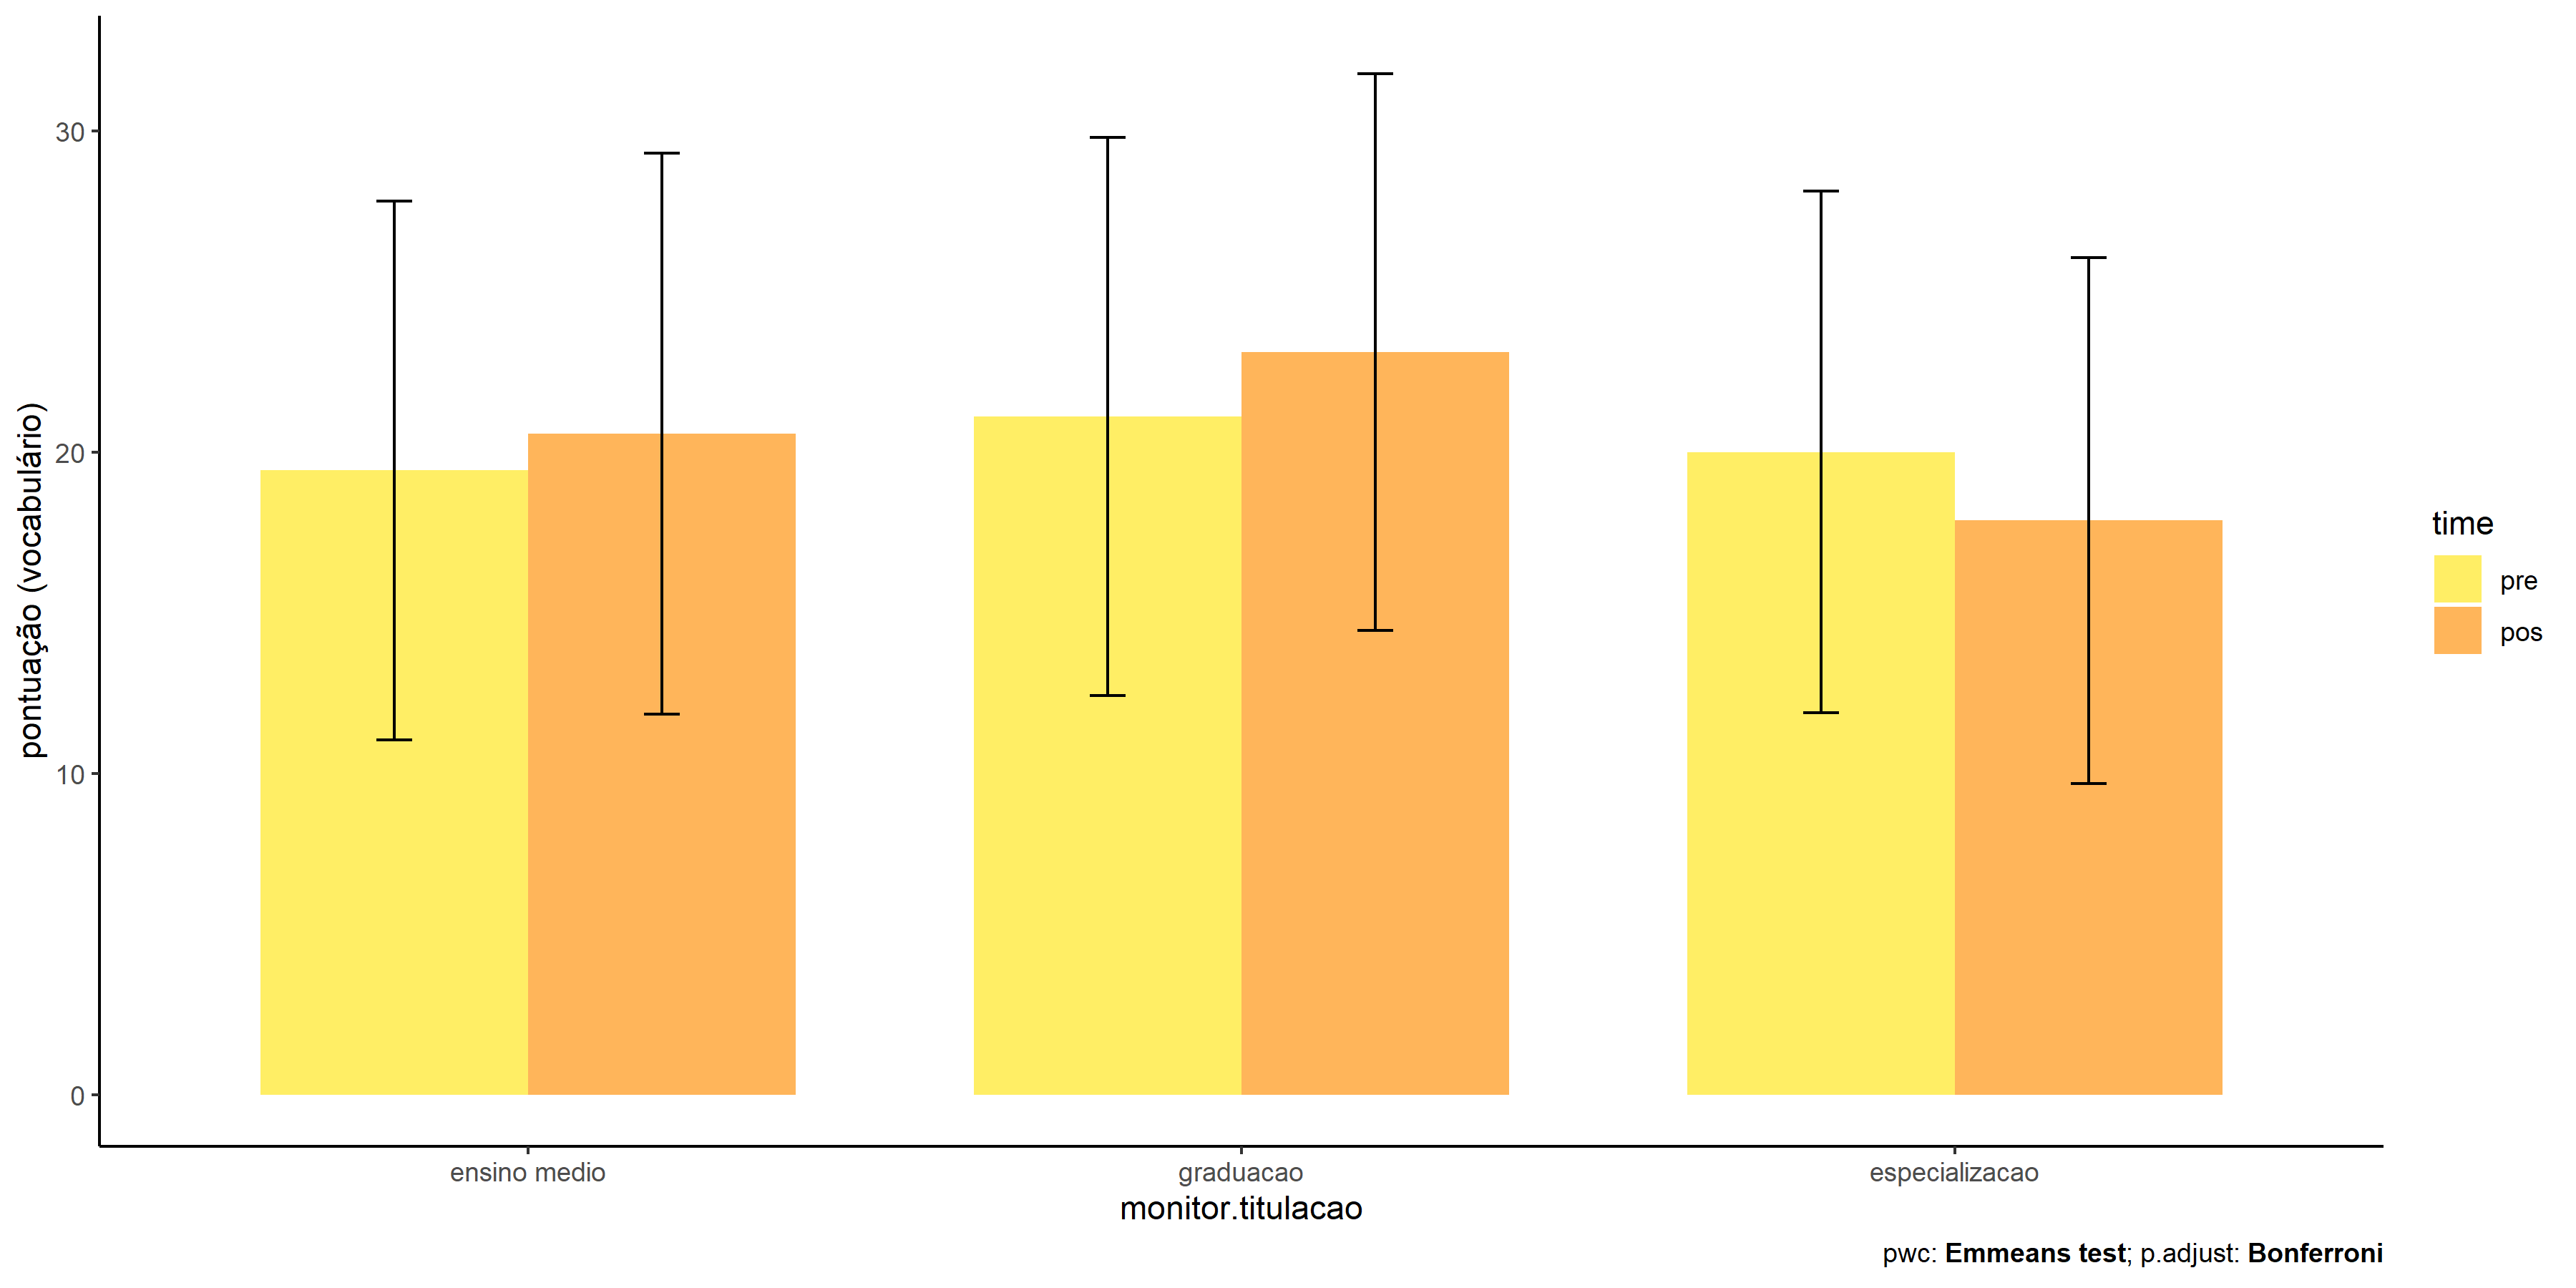 pontuação (vocabulário)
30
20
10
0
ensino medio
graduacao
especializacao
monitor.titulacao
time
pre
pos
pwc: Emmeans test; p.adjust: Bonferroni